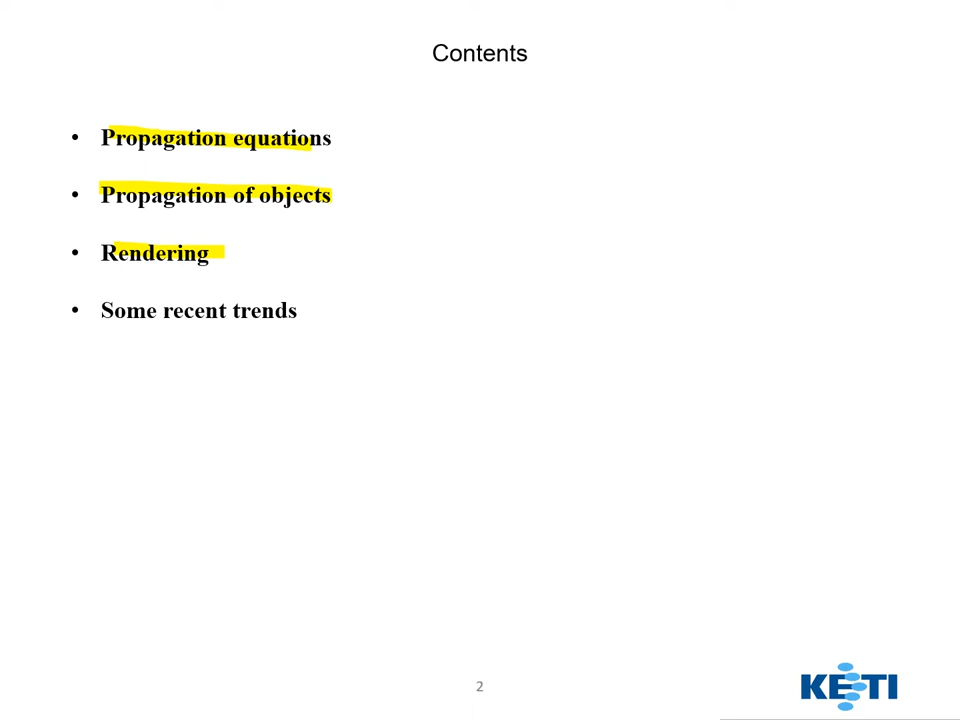 Contents
• Propagation equations
• Propagation of objects
• Rendering
• Some recent trends
2
KETI